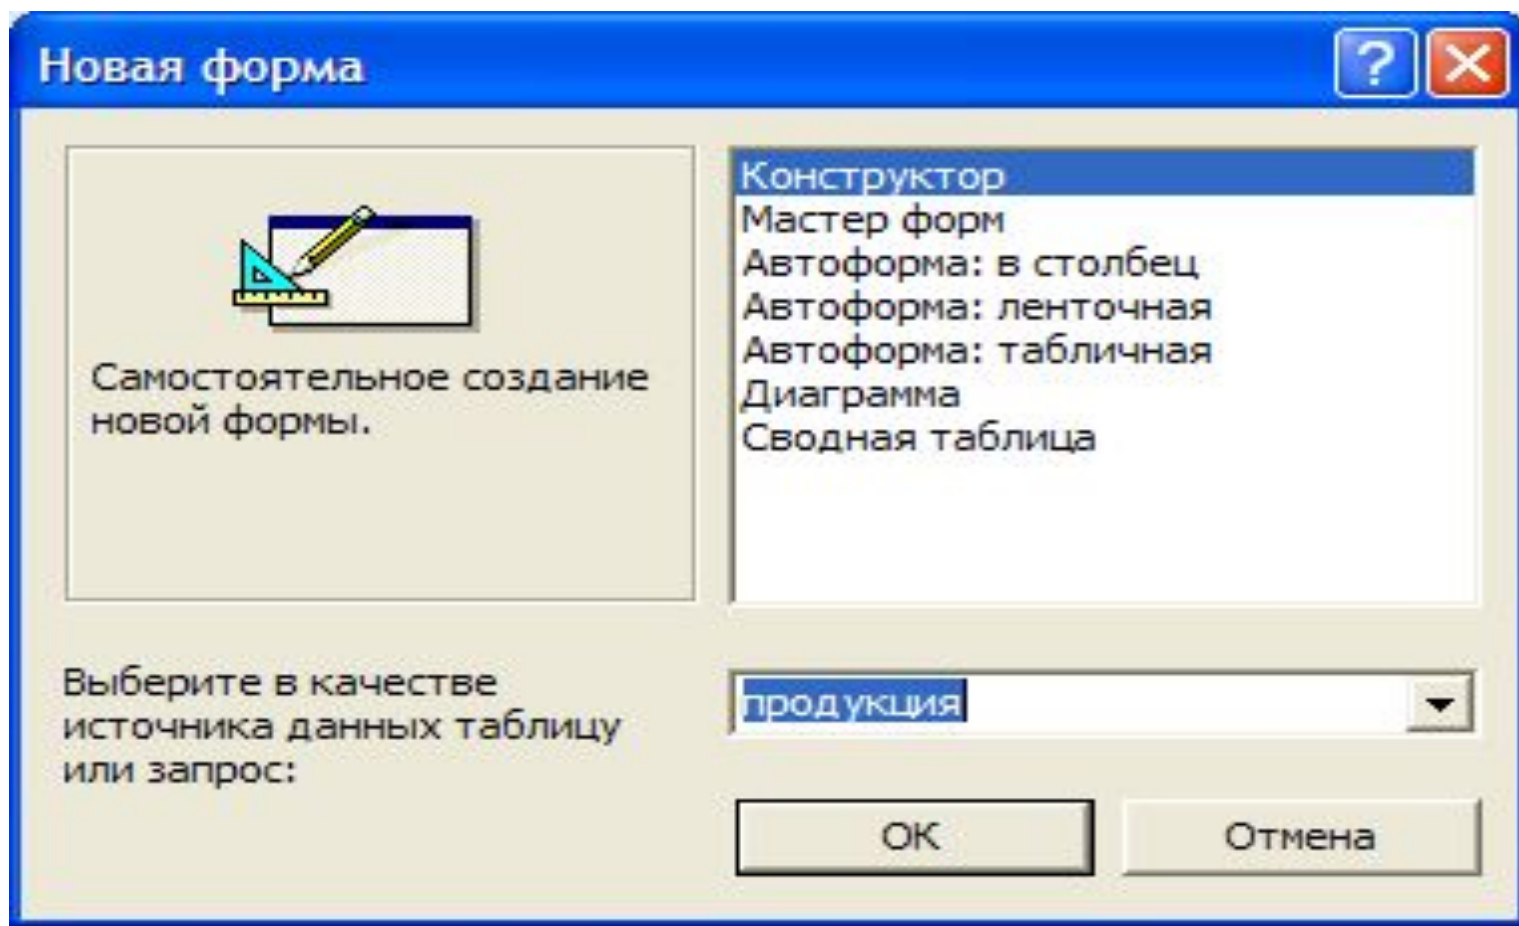 Новая форма
Самостоятельное создание
новой формы.
Конструктор
Мастер форм
Автоформа: в столбец
Автоформа: ленточная
Автоформа: табличная
Диаграмма
Сводная таблица
Выберите в качестве
источника данных таблицу
или запрос:
продукция
ОК
Отмена